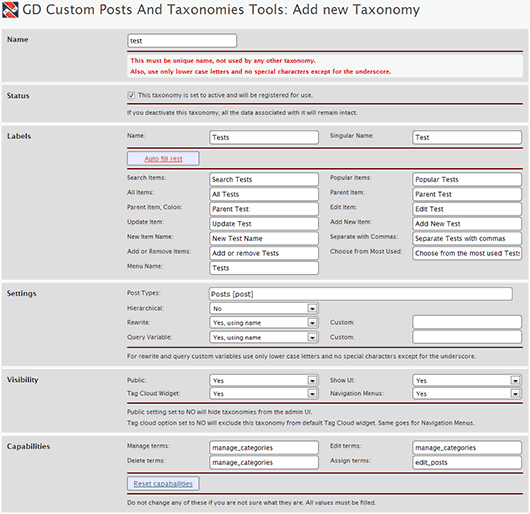 GD Custom Posts And Taxonomies Tools: Add new Taxonomy
Name
test
This must be unique name, not used by any other taxonomy.
Also, use only lower case letters and no special characters except for the underscore.
Status
This taxonomy is set to active and will be registered for use.
If you deactivate this taxonomy, all the data associated with it will remain intact.
Labels
Name: Tests Singular Name: Test
Auto fill rest
Search Items: Search Tests Popular Items: Popular Tests
All Items: All Tests Parent Item: Parent Test
Parent Item, Colon: Parent Test: Edit Item: Edit Test
Update Item: Update Test Add New Item: Add New Test
New Item Name: New Test Name Separate with Commas: Separate Tests with commas
Add or Remove Items: Add or remove Tests Choose from Most Used: Choose from the most used Tests
Menu Name: Tests
Settings
Post Types: Posts [post]
Hierarchical: No
Rewrite: Yes, using name Custom:
Query Variable: Yes, using name Custom:
For rewrite and query custom variables use only lower case letters and no special characters except for the underscore.
Visibility
Public: Yes Show UI: Yes
Tag Cloud Widget: Yes Navigation Menus: Yes
Public setting set to NO will hide taxonomies from the admin UI.
Tag cloud option set to NO will exclude this taxonomy from default Tag Cloud widget. Same goes for Navigation Menus.
Capabilities
Manage terms: manage_categories Edit terms: manage_categories
Delete terms: manage_categories Assign terms: edit_posts
Reset capabailities
Do not change any of these if you are not sure what they are. All values must be filled.